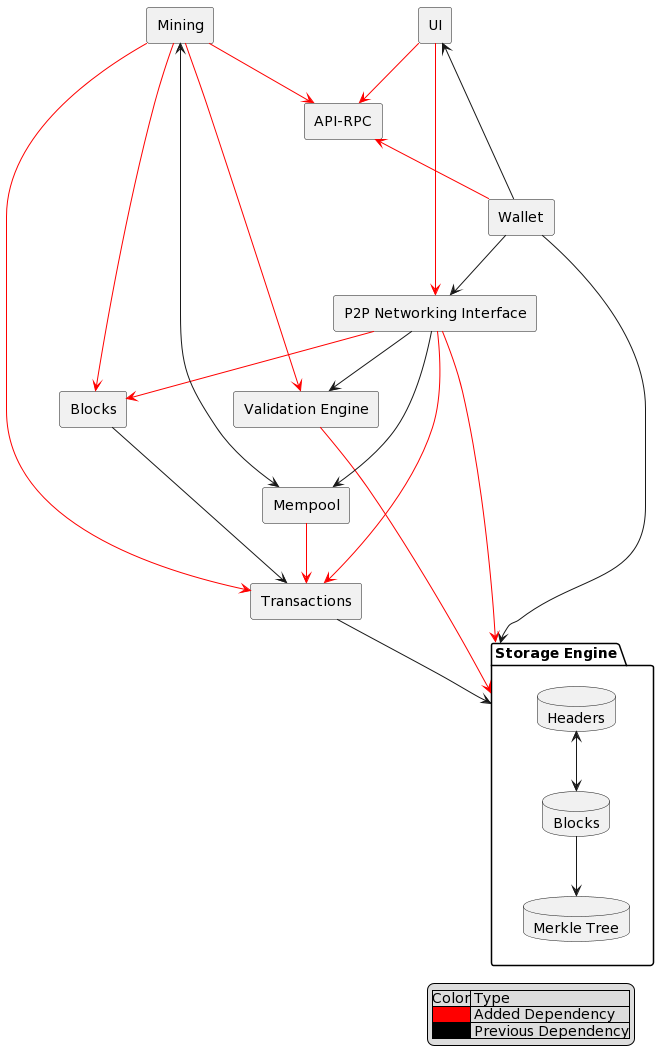 Mining
UI
API-RPC
Wallet
P2P Networking Interface
Blocks
Validation Engine
Mempool
Transactions
Storage Engine
Headers
Blocks
Merkle Tree
Color Type
Added Dependency
Previous Dependency